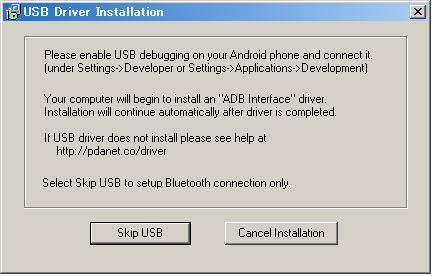 USB Driver Installation
Please enable USB debugging on your Android phone and connect it.
(under Settings->Developer or Settings->Applications->Development)
Your computer will begin to install an "ADB Interface" driver.
Installation will continue automatically after driver is completed.
If USB driver does not install please see help at
http://pdanet.co/driver
Select Skip USB to setup Bluetooth connection only.
Skip USB
Cancel Installation